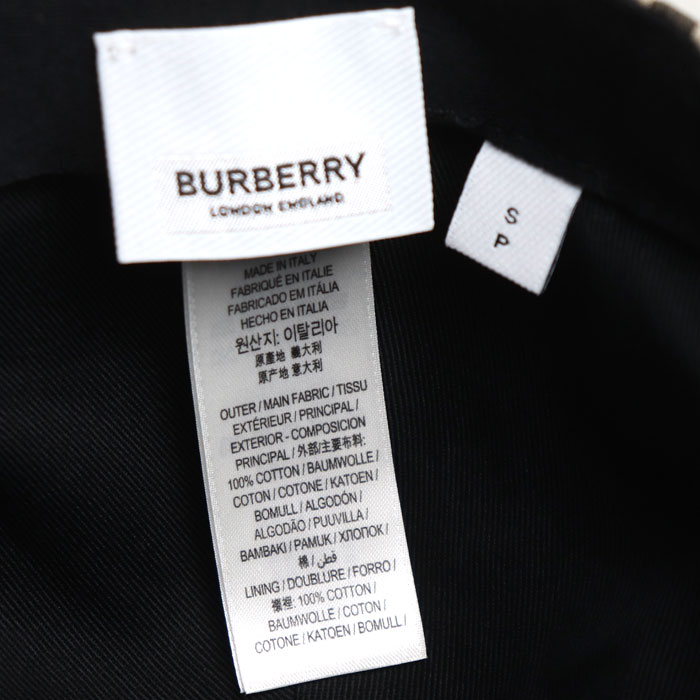 BURBERRY
LONDON ENGLAND
S
P
MADE IN ITALY
FABRIQUÉ EN ITALIE
FABRICADO EM ITÁLIA
HECHO EN ITALIA
원산지: 이탈리아
原產地 義大利
原产地 意大利
OUTER / MAIN FABRIC / TISSU
EXTÉRIEUR / PRINCIPAL /
EXTERIOR - COMPOSICION
PRINCIPAL / 外部/主要布料:
100% COTTON / BAUMWOLLE /
COTON / COTONE / KATOEN /
BOMULL / ALGODÓN /
ALGODÃO / PUUVILLA /
BAMBAKI / PAMUK / ХЛОПОК /
棉 / قطن /
LINING / DOUBLURE / FORRO /
襯裡: 100% COTTON /
BAUMWOLLE / COTON /
COTONE / KATOEN / BOMULL /